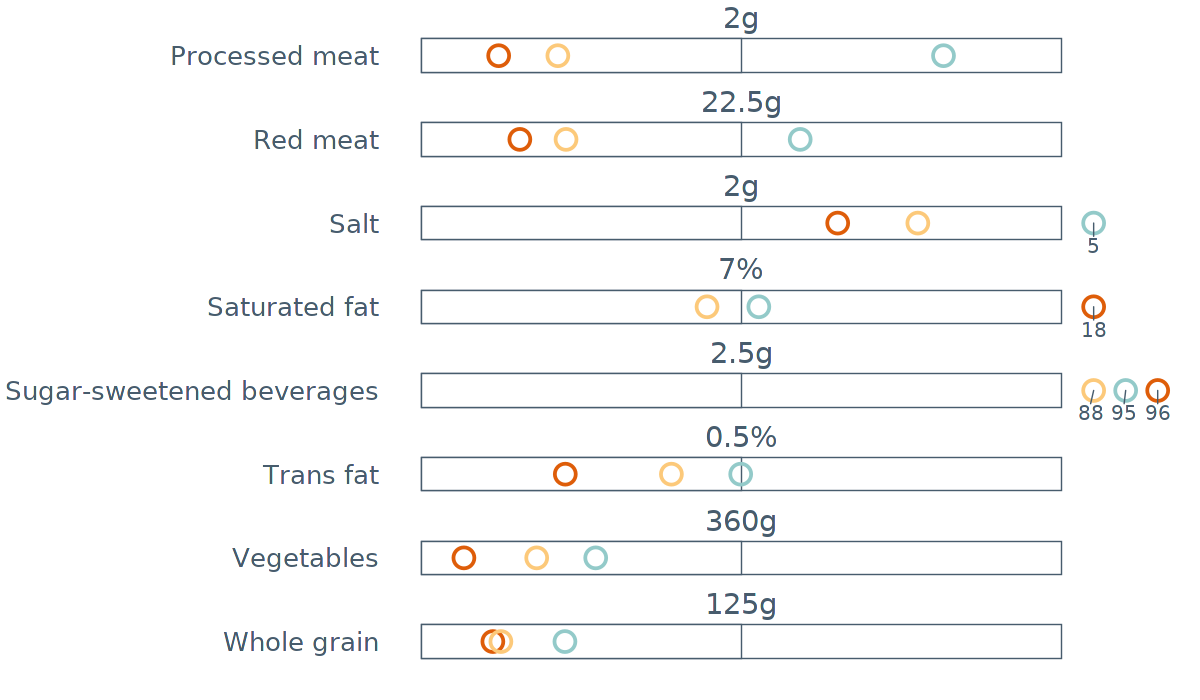 2g
Processed meat
22.5g
Red meat
2g
Salt
5
7%
Saturated fat
18
2.5g
Sugar-sweetened beverages
88 95 96
0.5%
Trans fat
360g
Vegetables
125g
Whole grain